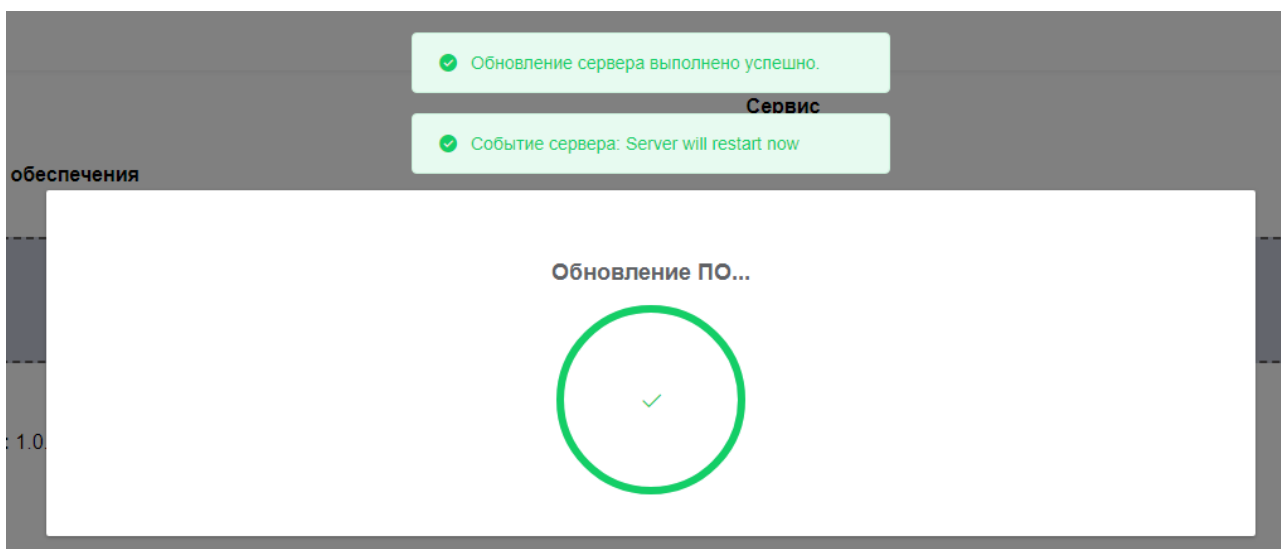 Обновление сервера выполнено успешно.
Сервис
Событие сервера: Server will restart now
обеспечения
Обновление ПО...
: 1.0.